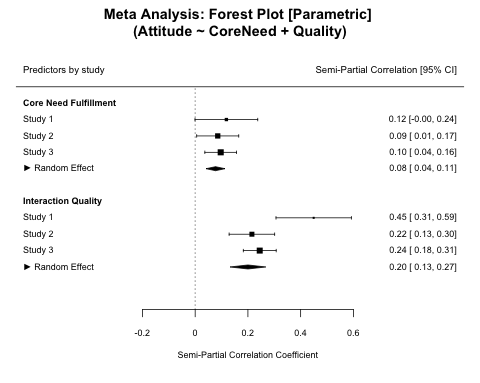 Meta Analysis: Forest Plot [Parametric]
(Attitude ~ CoreNeed + Quality)
Predictors by study Semi-Partial Correlation [95% CI]
Core Need Fulfillment
Study 1 0.12 [-0.00, 0.24]
Study 2 0.09 [ 0.01, 0.17]
Study 3 0.10 [ 0.04, 0.16]
► Random Effect 0.08 [ 0.04, 0.11]
Interaction Quality
Study 1 0.45 [ 0.31, 0.59]
Study 2 0.22 [ 0.13, 0.30]
Study 3 0.24 [ 0.18, 0.31]
► Random Effect 0.20 [ 0.13, 0.27]
-0.2 0 0.2 0.4 0.6
Semi-Partial Correlation Coefficient